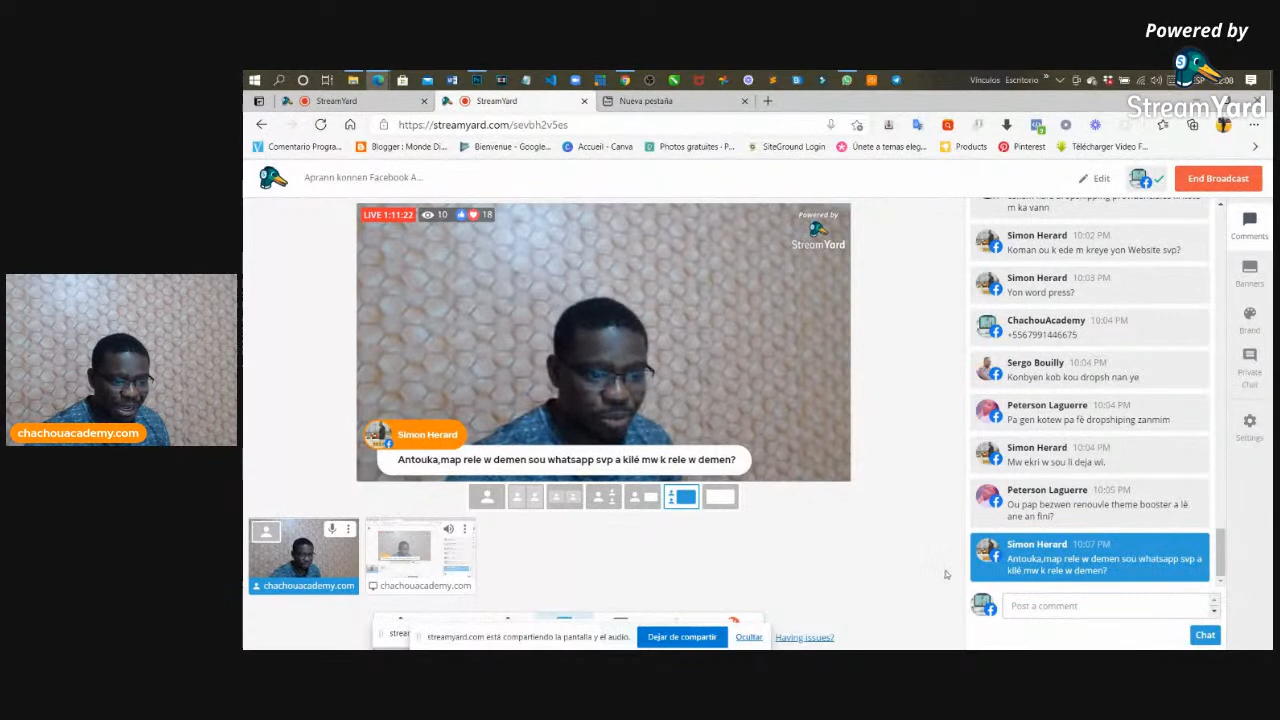 Powered by
StreamYard
Vínculos
Escritorio
StreamYard
StreamYard
Nueva pestaña
https://streamyard.com/sevbh2v5es
Comentario Progra...
Blogger : Monde Di...
Bienvenue - Google...
Accueil - Canva
Photos gratuites · P...
SiteGround Login
Únete a temas eleg...
Products
Pinterest
Télécharger Video F...
Aprann konnen Facebook A...
Edit
End Broadcast
LIVE 1:11:22
10
18
Powered by
StreamYard
m ka vann
Simon Herard 10:02 PM
Koman ou k ede m kreye yon Website svp?
Simon Herard 10:03 PM
Yon word press?
ChachouAcademy 10:04 PM
+5567991446675
Sergo Bouilly 10:04 PM
Konbyen kob kou dropsh nan ye
Peterson Laguerre 10:04 PM
Pa gen kotew pa fè dropshiping zanmim
Simon Herard 10:04 PM
Mw ekri w sou li deja wi.
Peterson Laguerre 10:05 PM
Ou pap bezwen renouvle theme booster a lè
ane an fini?
Simon Herard 10:07 PM
Antouka,map rele w demen sou whatsapp svp a
kilé mw k rele w demen?
Post a comment
Chat
Comments
Banners
Brand
Private
Chat
Settings
Simon Herard
Antouka,map rele w demen sou whatsapp svp a kilé mw k rele w demen?
chachouacademy.com
chachouacademy.com
chachouacademy.com
streamyard.com está compartiendo la pantalla y el audio.
Dejar de compartir
Ocultar
Having issues?